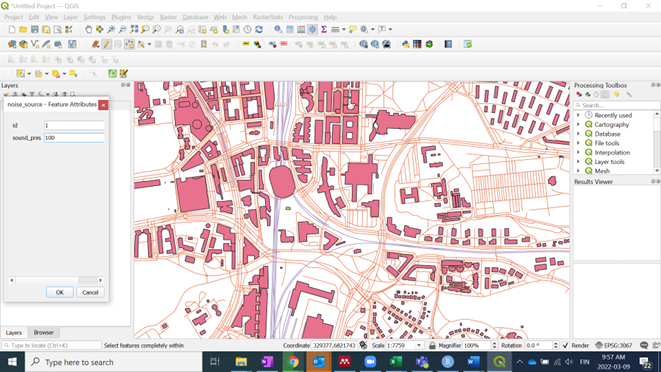 *Untitled Project — QGIS
Project Edit View Layer Settings Plugins Vector Raster Database Web Mesh RasterStats Processing Help
Layers
noise_source - Feature Attributes
id 1
sound_pres 100
OK Cancel
Layers Browser
Processing Toolbox
Search...
Recently used
Cartography
Database
File tools
Interpolation
Layer tools
Mesh
Results Viewer
Type to locate (Ctrl+K) Select features completely within Coordinate 329377,6821743 Scale 1:7759 Magnifier 100% Rotation 0.0 ° Render EPSG:3067
Type here to search
FIN
9:57 AM
2022-03-09
22